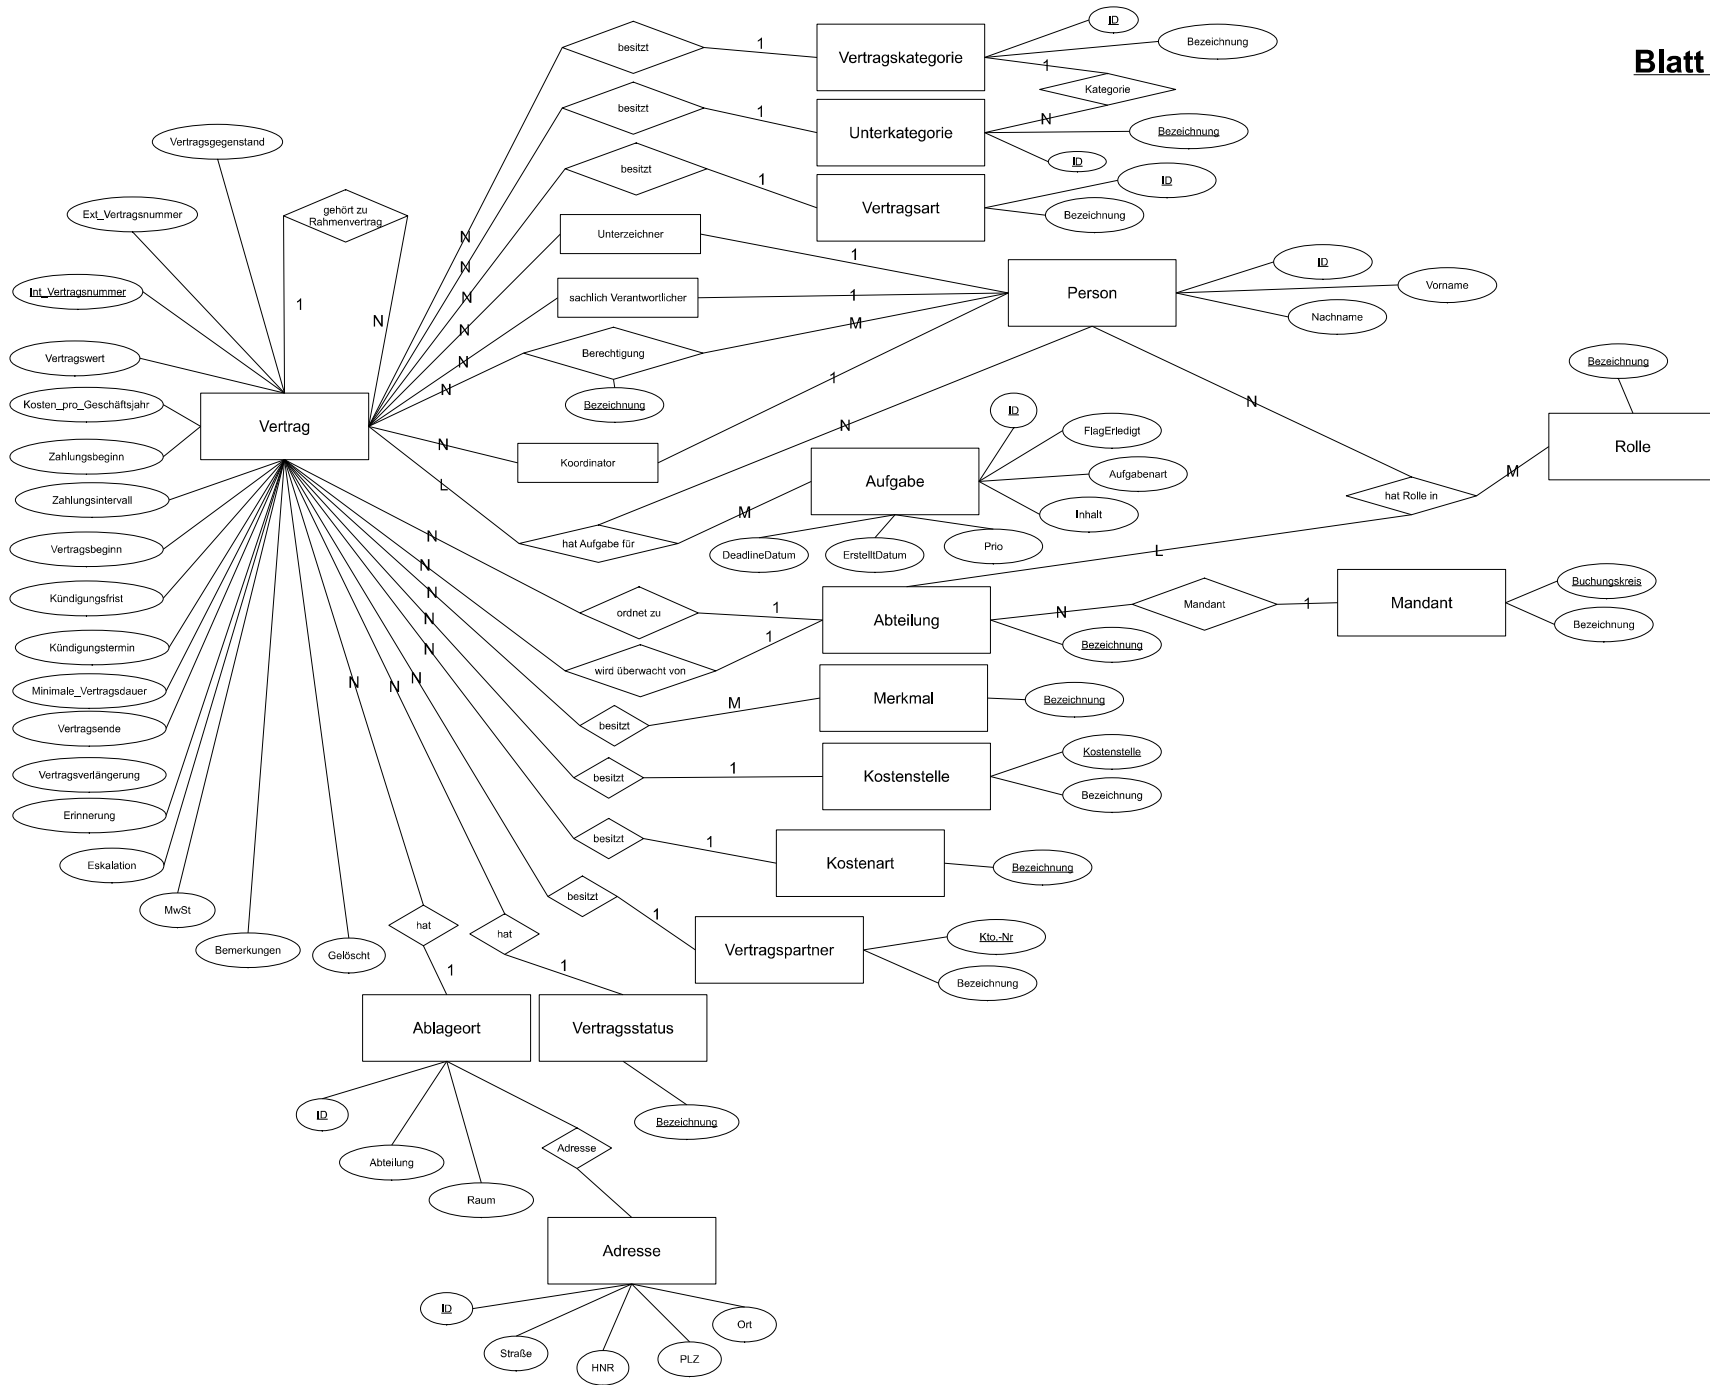 Blatt
besitzt
1
Vertragskategorie
ID
Bezeichnung
1
Kategorie
N
besitzt
1
Unterkategorie
Bezeichnung
ID
besitzt
1
Vertragsart
ID
Bezeichnung
Vertragsgegenstand
Ext_Vertragsnummer
Int_Vertragsnummer
gehört zu
Rahmenvertrag
1
N
N
N
N
N
N
N
Unterzeichner
1
sachlich Verantwortlicher
1
Berechtigung
M
Bezeichnung
Person
ID
Vorname
Nachname
1
N
N
Vertragswert
Kosten_pro_Geschäftsjahr
Vertrag
Zahlungsbeginn
Zahlungsintervall
Vertragsbeginn
Kündigungsfrist
Kündigungstermin
Minimale_Vertragsdauer
Vertragsende
Vertragsverlängerung
Erinnerung
Eskalation
MwSt
Bemerkungen
Gelöscht
N
Koordinator
L
hat Aufgabe für
M
Aufgabe
ID
FlagErledigt
Aufgabenart
Inhalt
DeadlineDatum
ErstelltDatum
Prio
Bezeichnung
Rolle
M
hat Rolle in
L
N
ordnet zu
1
Abteilung
N
Mandant
1
Mandant
Buchungskreis
Bezeichnung
Bezeichnung
N
wird überwacht von
1
N
besitzt
M
Merkmal
Bezeichnung
N
besitzt
1
Kostenstelle
Kostenstelle
Bezeichnung
N
besitzt
1
Kostenart
Bezeichnung
N
besitzt
1
Vertragspartner
Kto.-Nr
Bezeichnung
N
hat
1
Ablageort
N
hat
1
Vertragsstatus
ID
Abteilung
Raum
Bezeichnung
Adresse
Adresse
ID
Straße
HNR
PLZ
Ort